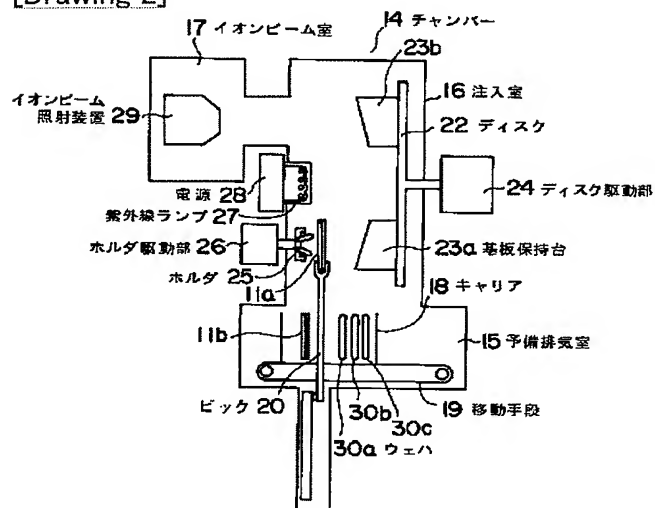 [Drawing 2]
17 イオンビーム室
14 チャンバー
23b
イオンビーム
照射装置 29
16 注入室
22 ディスク
電源 28
24 ディスク駆動部
紫外線ランプ 27
ホルダ駆動部 26
23a 基板保持台
ホルダ 25
11a
18 キャリア
11b
15 予備排気室
ピック 20
30b
30c
19 移動手段
30a ウェハ